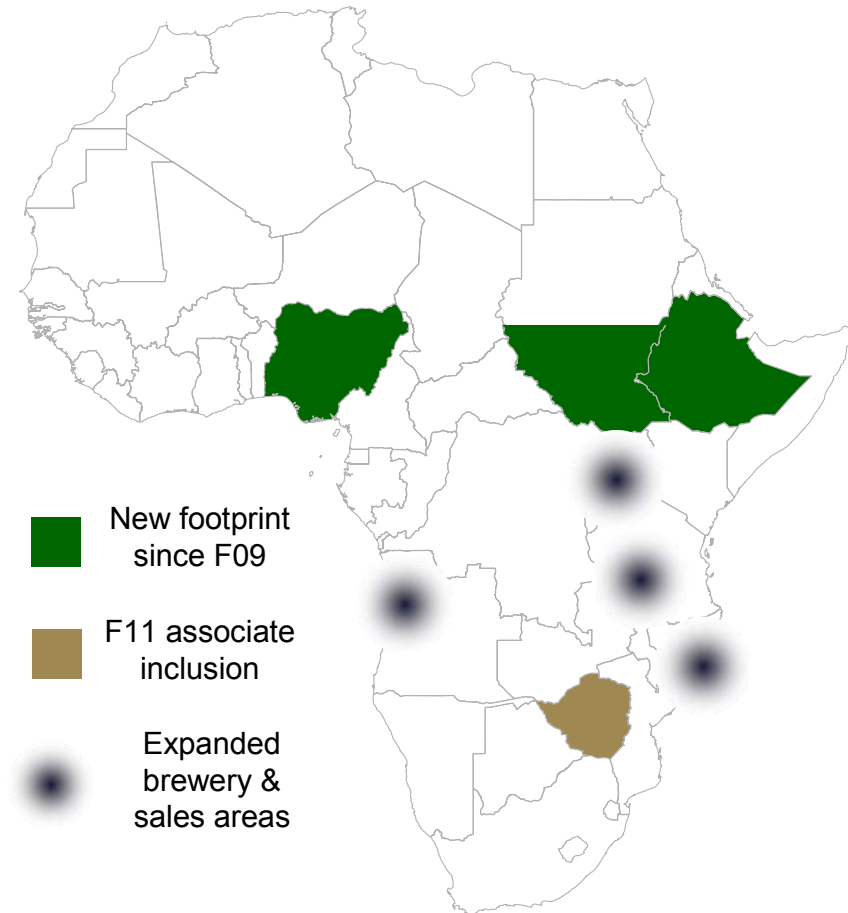 New footprint
since F09
F11 associate
inclusion
Expanded
brewery &
sales areas